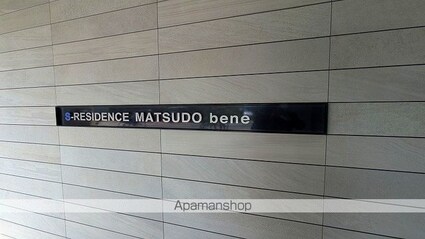 S-RESIDENCE MATSUDO bene
Apamanshop